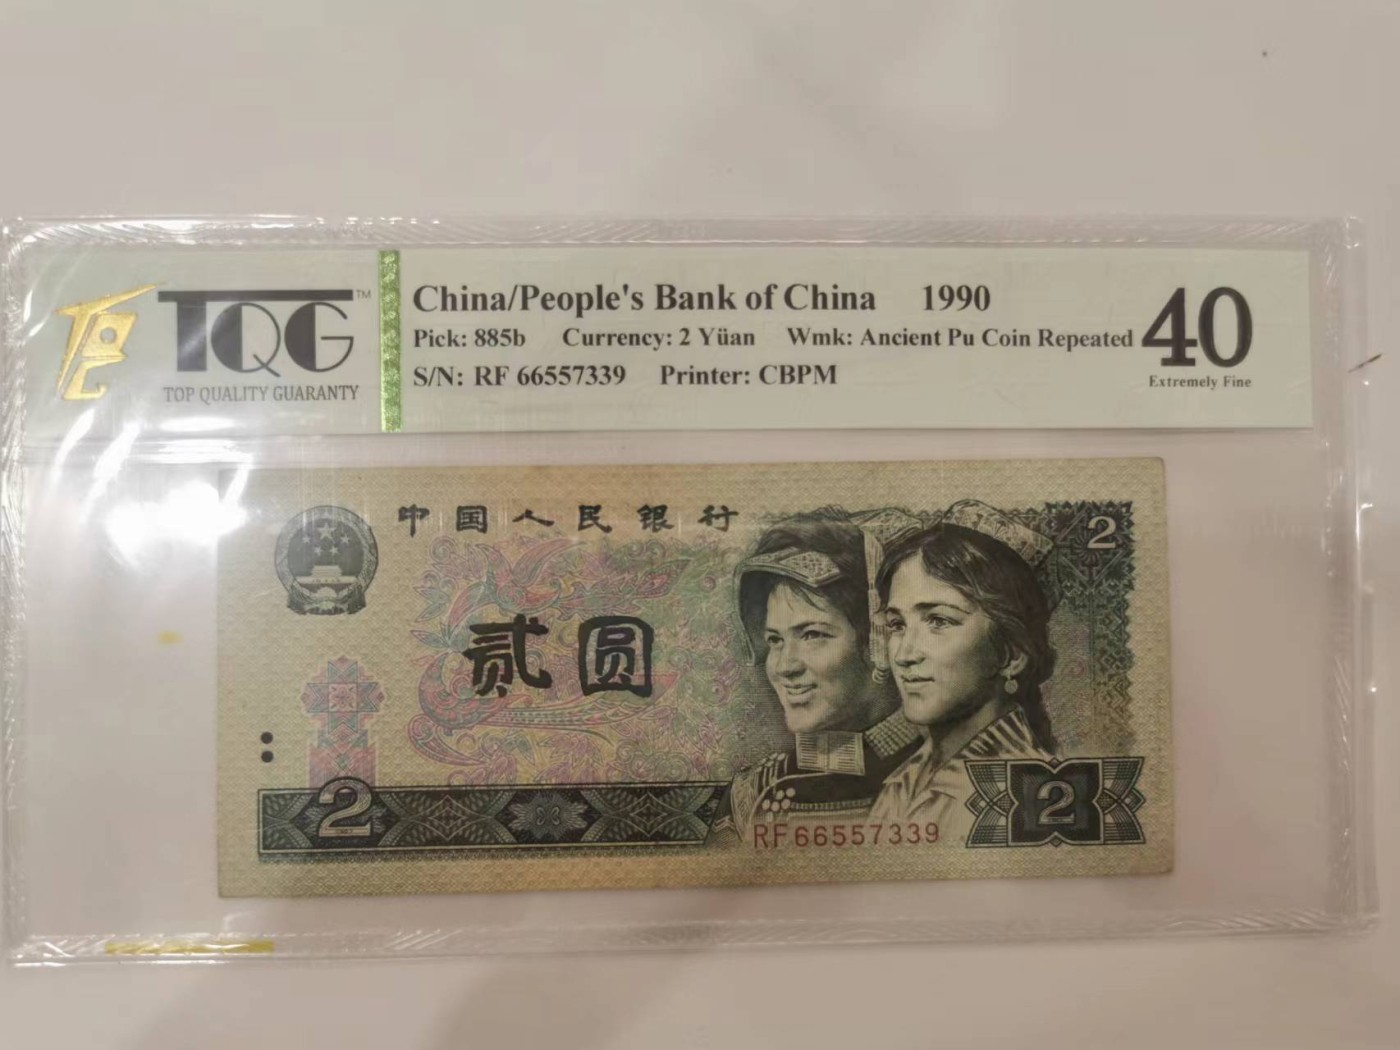 TQG™
TOP QUALITY GUARANTY
China/People's Bank of China 1990
Pick: 885b Currency: 2 Yüan Wmk: Ancient Pu Coin Repeated
S/N: RF 66557339 Printer: CBPM
40
Extremely Fine
中国人民银行
2
贰圆
2
2
RF66557339